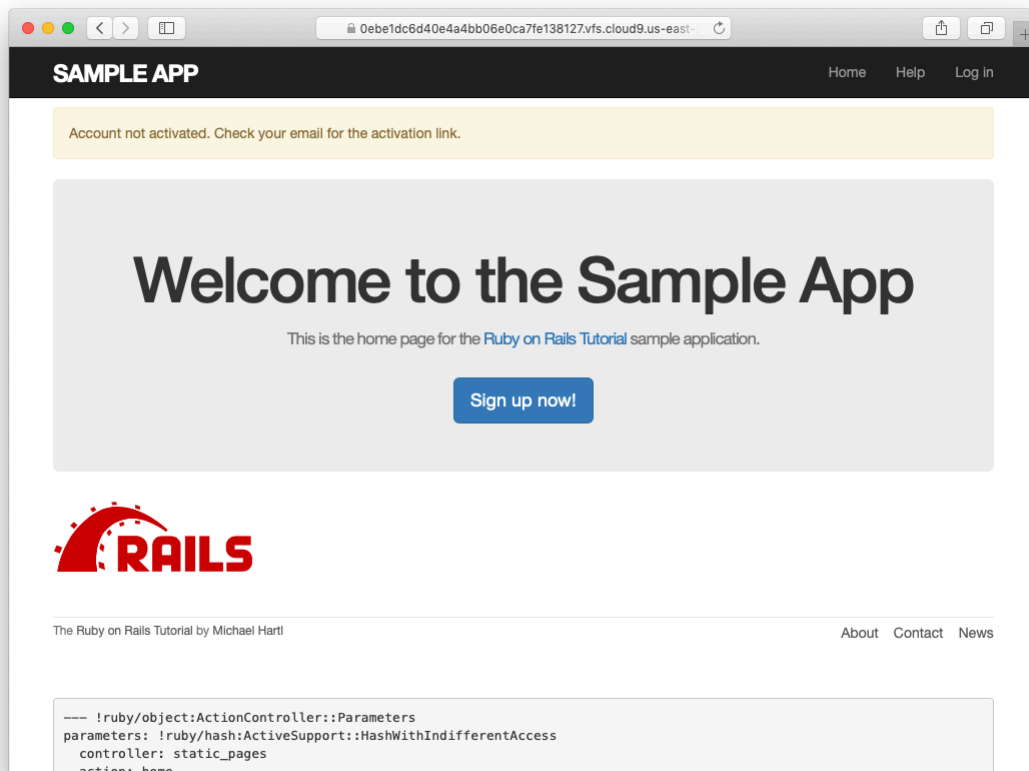 0ebe1dc6d40e4a4bb06e0ca7fe138127.vfs.cloud9.us-east-
SAMPLE APP
Home Help Log in
Account not activated. Check your email for the activation link.
Welcome to the Sample App
This is the home page for the Ruby on Rails Tutorial sample application.
Sign up now!
RAILS
The Ruby on Rails Tutorial by Michael Hartl
About Contact News
--- !ruby/object:ActionController::Parameters
parameters: !ruby/hash:ActiveSupport::HashWithIndifferentAccess
controller: static_pages
action: home